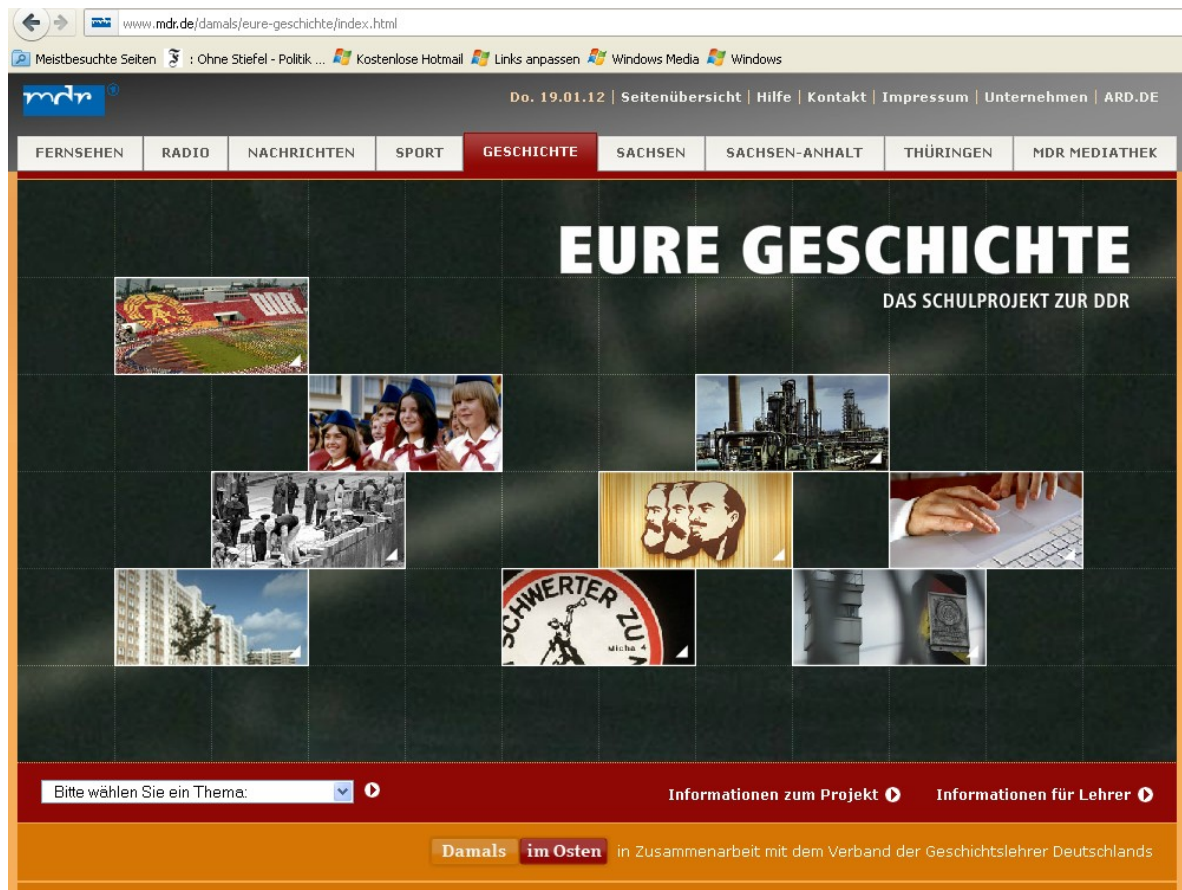 www.mdr.de/damals/eure-geschichte/index.html
Meistbesuchte Seiten : Ohne Stiefel - Politik ... Kostenlose Hotmail Links anpassen Windows Media Windows
mdr Do. 19.01.12 | Seitenübersicht | Hilfe | Kontakt | Impressum | Unternehmen | ARD.DE
FERNSEHEN RADIO NACHRICHTEN SPORT GESCHICHTE SACHSEN SACHSEN-ANHALT THÜRINGEN MDR MEDIATHEK
EURE GESCHICHTE
DAS SCHULPROJEKT ZUR DDR
DDR
SCHWERTER ZU
Micha 4
Bitte wählen Sie ein Thema:
Informationen zum Projekt Informationen für Lehrer
Damals im Osten in Zusammenarbeit mit dem Verband der Geschichtslehrer Deutschlands